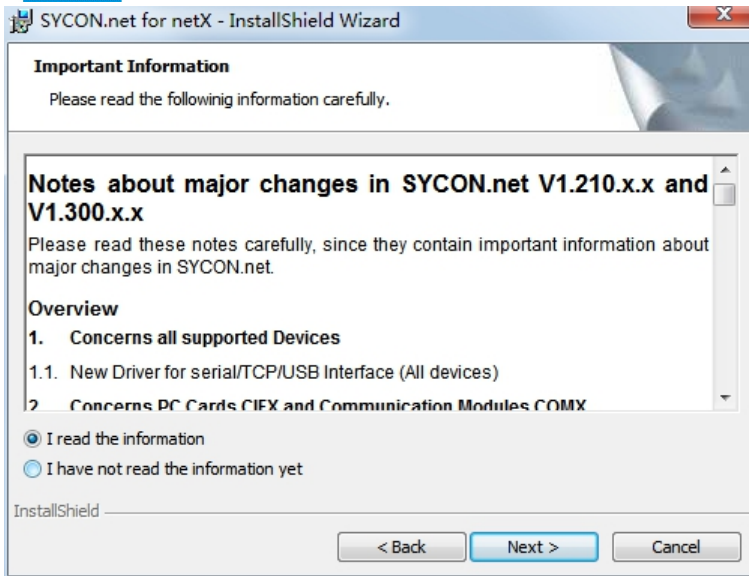 SYCON.net for netX - InstallShield Wizard
Important Information
Please read the followinig information carefully.
Notes about major changes in SYCON.net V1.210.x.x and
V1.300.x.x
Please read these notes carefully, since they contain important information about
major changes in SYCON.net.
Overview
1. Concerns all supported Devices
1.1. New Driver for serial/TCP/USB Interface (All devices)
2 Concerns PC Cards CIFX and Communication Modules COMX
I read the information
I have not read the information yet
InstallShield
< Back
Next >
Cancel